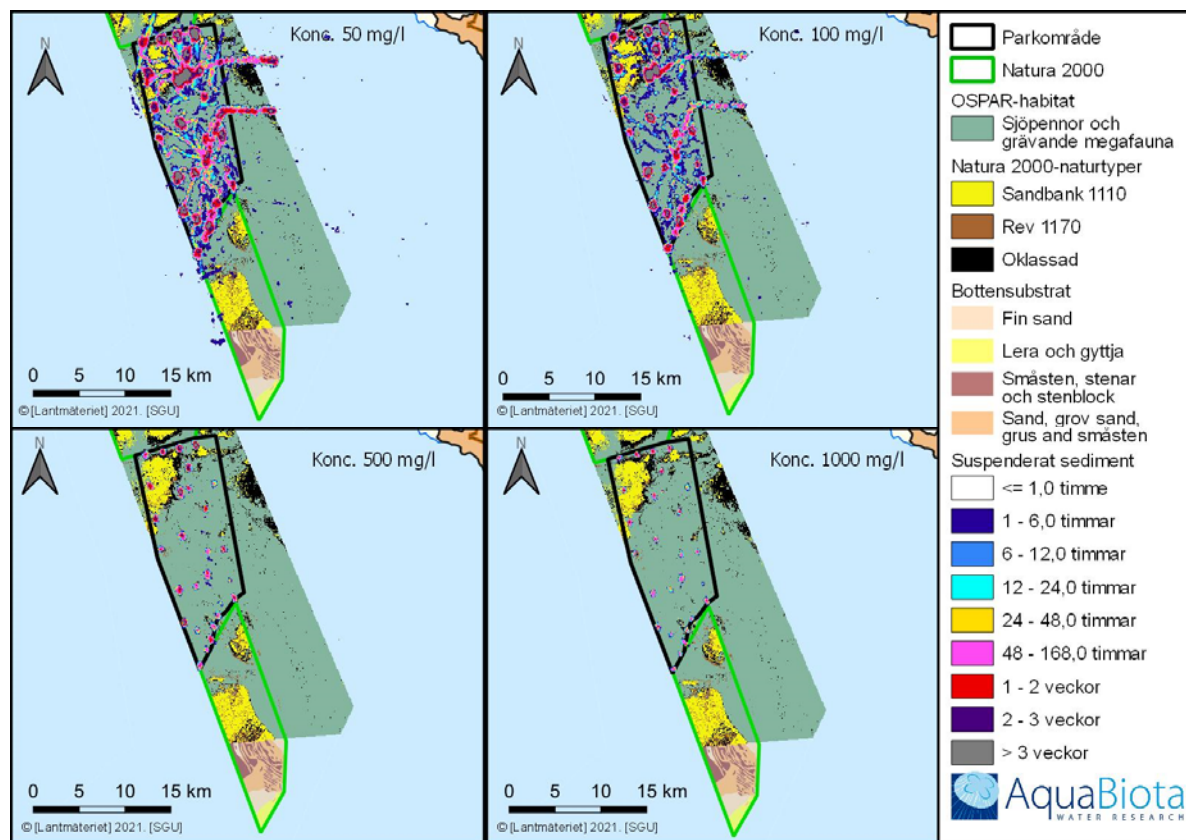 N
Konc. 50 mg/l
0 5 10 15 km
© [Lantmäteriet] 2021. [SGU]
N
Konc. 100 mg/l
0 5 10 15 km
© [Lantmäteriet] 2021. [SGU]
N
Konc. 500 mg/l
0 5 10 15 km
© [Lantmäteriet] 2021. [SGU]
N
Konc. 1000 mg/l
0 5 10 15 km
© [Lantmäteriet] 2021. [SGU]
Parkområde
Natura 2000
OSPAR-habitat
Sjöpennor och
grävande megafauna
Natura 2000-naturtyper
Sandbank 1110
Rev 1170
Oklassad
Bottensubstrat
Fin sand
Lera och gyttja
Småsten, stenar
och stenblock
Sand, grov sand,
grus and småsten
Suspenderat sediment
<= 1,0 timme
1 - 6,0 timmar
6 - 12,0 timmar
12 - 24,0 timmar
24 - 48,0 timmar
48 - 168,0 timmar
1 - 2 veckor
2 - 3 veckor
> 3 veckor
AquaBiota
WATER RESEARCH